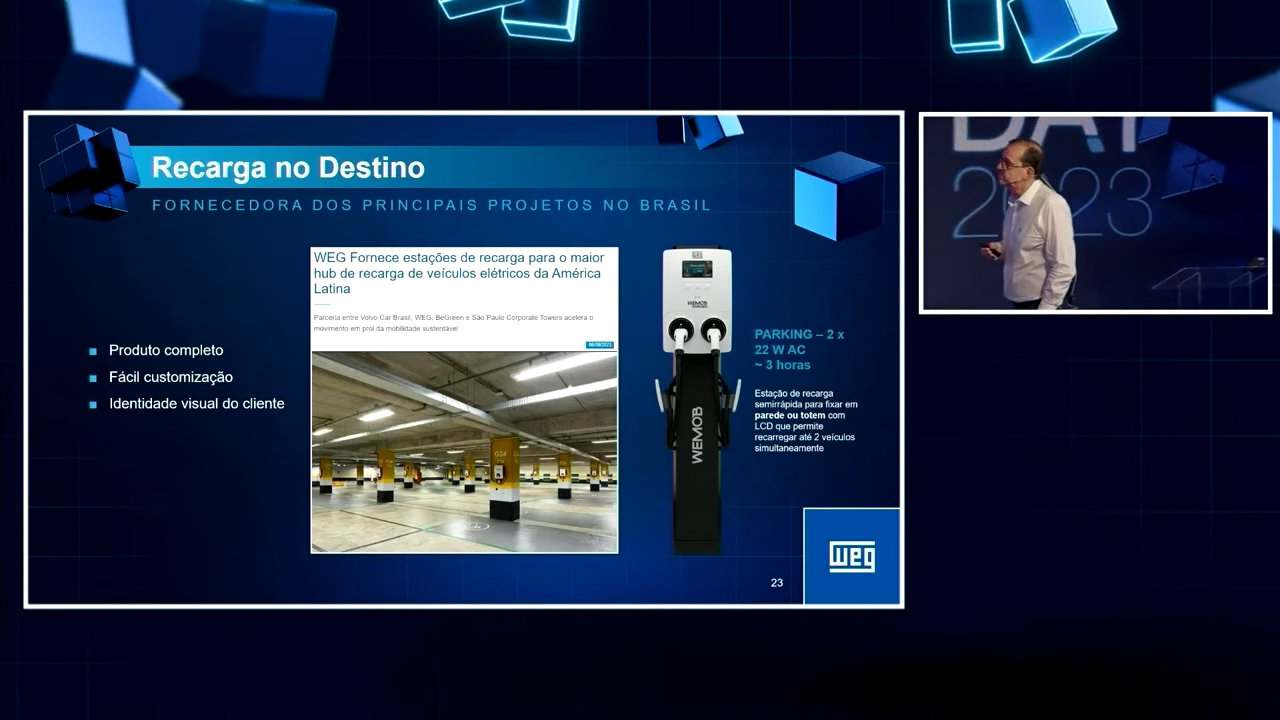 Recarga no Destino
FORNECEDORA DOS PRINCIPAIS PROJETOS NO BRASIL
WEG Fornece estações de recarga para o maior
hub de recarga de veículos elétricos da América
Latina
Parceria entre Volvo Car Brasil, WEG, BeGreen e São Paulo Corporate Towers acelera o
movimento em prol da mobilidade sustentável
Produto completo
Fácil customização
Identidade visual do cliente
G24
WEMOB
WEMOB
PARKING – 2 x
22 W AC
~ 3 horas
Estação de recarga
semirrápida para fixar em
parede ou totem com
LCD que permite
recarregar até 2 veículos
simultaneamente
23
weg
DAY
2023